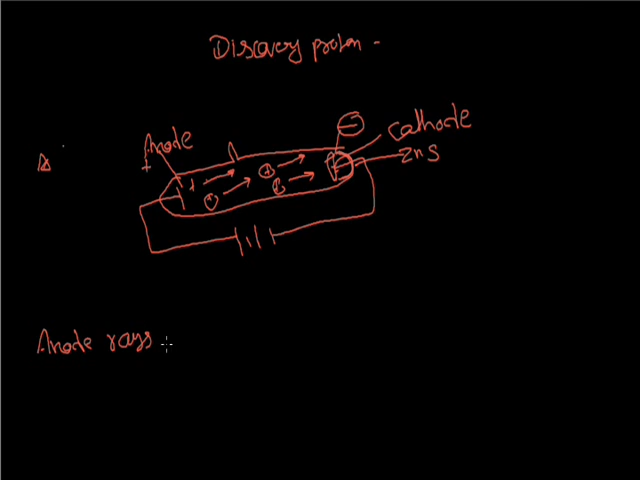 Discovery proton -
Anode
cathode
+
ZnS
Anode rays